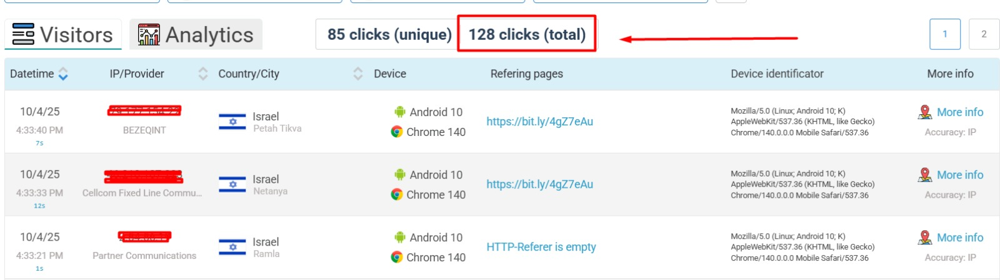 Visitors
Analytics
85 clicks (unique)
128 clicks (total)
1
2
Datetime
IP/Provider
Country/City
Device
Refering pages
Device identificator
More info
10/4/25
4:33:40 PM
7s
BEZEQINT
Israel
Petah Tikva
Android 10
Chrome 140
https://bit.ly/4gZ7eAu
Mozilla/5.0 (Linux; Android 10; K)
AppleWebKit/537.36 (KHTML, like Gecko)
Chrome/140.0.0.0 Mobile Safari/537.36
More info
Accuracy: IP
10/4/25
4:33:33 PM
12s
Cellcom Fixed Line Commu...
Israel
Netanya
Android 10
Chrome 140
https://bit.ly/4gZ7eAu
Mozilla/5.0 (Linux; Android 10; K)
AppleWebKit/537.36 (KHTML, like Gecko)
Chrome/140.0.0.0 Mobile Safari/537.36
More info
Accuracy: IP
10/4/25
4:33:21 PM
1s
Partner Communications
Israel
Ramla
Android 10
Chrome 140
HTTP-Referer is empty
Mozilla/5.0 (Linux; Android 10; K)
AppleWebKit/537.36 (KHTML, like Gecko)
Chrome/140.0.0.0 Mobile Safari/537.36
More info
Accuracy: IP